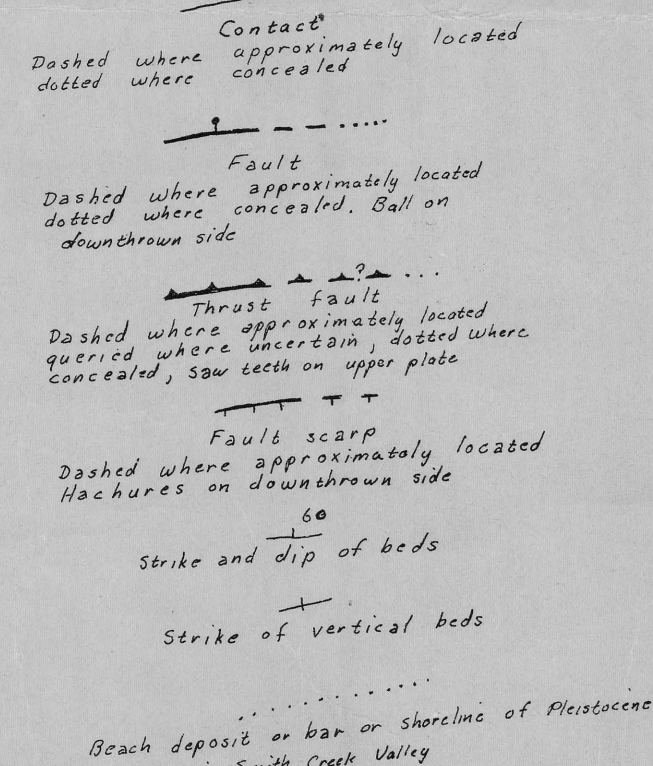 Contact
Dashed where approximately located
dotted where concealed
Fault
Dashed where approximately located
dotted where concealed. Ball on
downthrown side
?
Thrust fault
Dashed where approximately located
queried where uncertain, dotted where
concealed, saw teeth on upper plate
Fault scarp
Dashed where approximataly located
Hachures on downthrown side
60
Strike and dip of beds
Strike of vertical beds
Beach deposit or bar or shoreline of Pleistocene
Smith Creek Valley